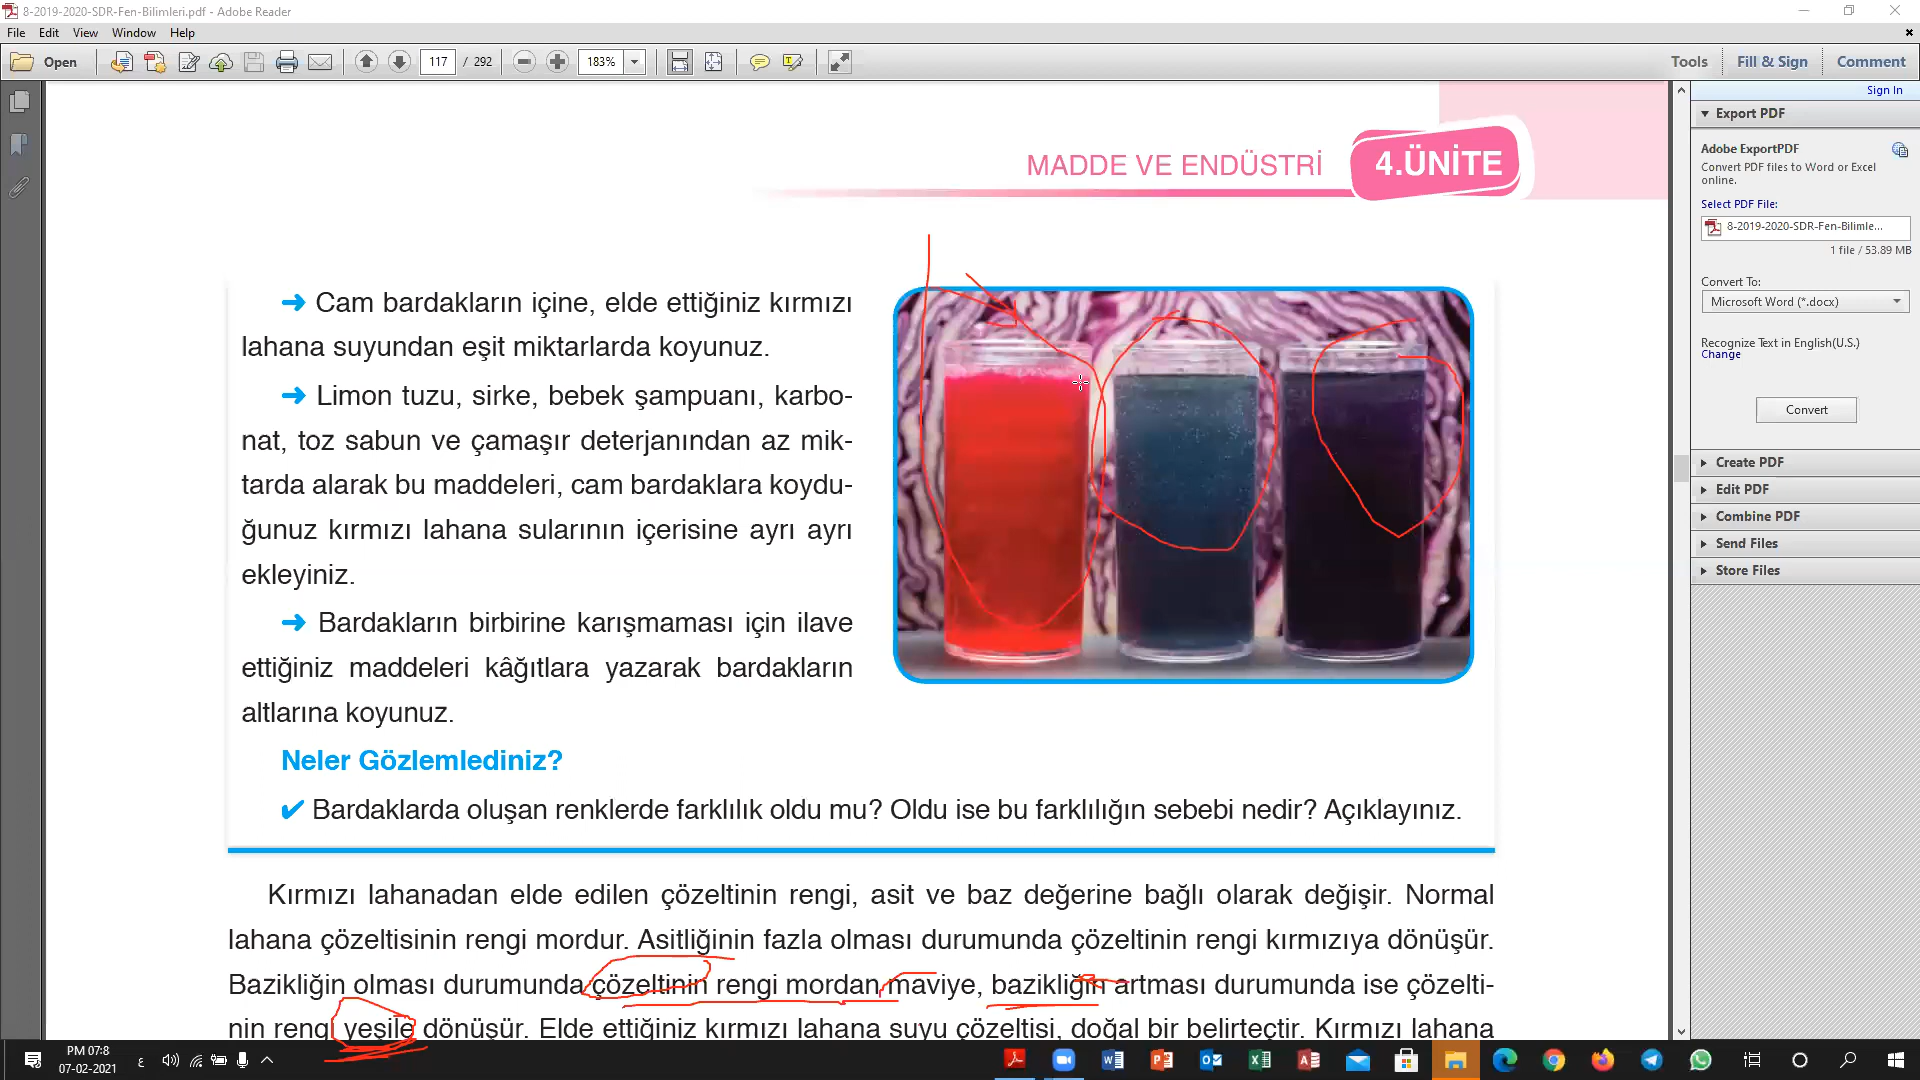 8-2019-2020-SDR-Fen-Bilimleri.pdf - Adobe Reader
File Edit View Window Help
Open 117 / 292 183% Tools Fill & Sign Comment
Sign In
Export PDF
Adobe ExportPDF
Convert PDF files to Word or Excel
online.
Select PDF File:
8-2019-2020-SDR-Fen-Bilimle...
1 file / 53.89 MB
Convert To:
Microsoft Word (*.docx)
Recognize Text in English(U.S.)
Change
Convert
Create PDF
Edit PDF
Combine PDF
Send Files
Store Files
MADDE VE ENDÜSTRİ 4.ÜNİTE
➜ Cam bardakların içine, elde ettiğiniz kırmızı
lahana suyundan eşit miktarlarda koyunuz.
➜ Limon tuzu, sirke, bebek şampuanı, karbo-
nat, toz sabun ve çamaşır deterjanından az mik-
tarda alarak bu maddeleri, cam bardaklara koydu-
ğunuz kırmızı lahana sularının içerisine ayrı ayrı
ekleyiniz.
➜ Bardakların birbirine karışmaması için ilave
ettiğiniz maddeleri kâğıtlara yazarak bardakların
altlarına koyunuz.
Neler Gözlemlediniz?
✔ Bardaklarda oluşan renklerde farklılık oldu mu? Oldu ise bu farklılığın sebebi nedir? Açıklayınız.
Kırmızı lahanadan elde edilen çözeltinin rengi, asit ve baz değerine bağlı olarak değişir. Normal
lahana çözeltisinin rengi mordur. Asitliğinin fazla olması durumunda çözeltinin rengi kırmızıya dönüşür.
Bazikliğin olması durumunda çözeltinin rengi mordan maviye, bazikliğin artması durumunda ise çözelti-
nin rengi yeşile dönüşür. Elde ettiğiniz kırmızı lahana suyu çözeltisi, doğal bir belirteçtir. Kırmızı lahana
PM 07:8
07-02-2021
ع